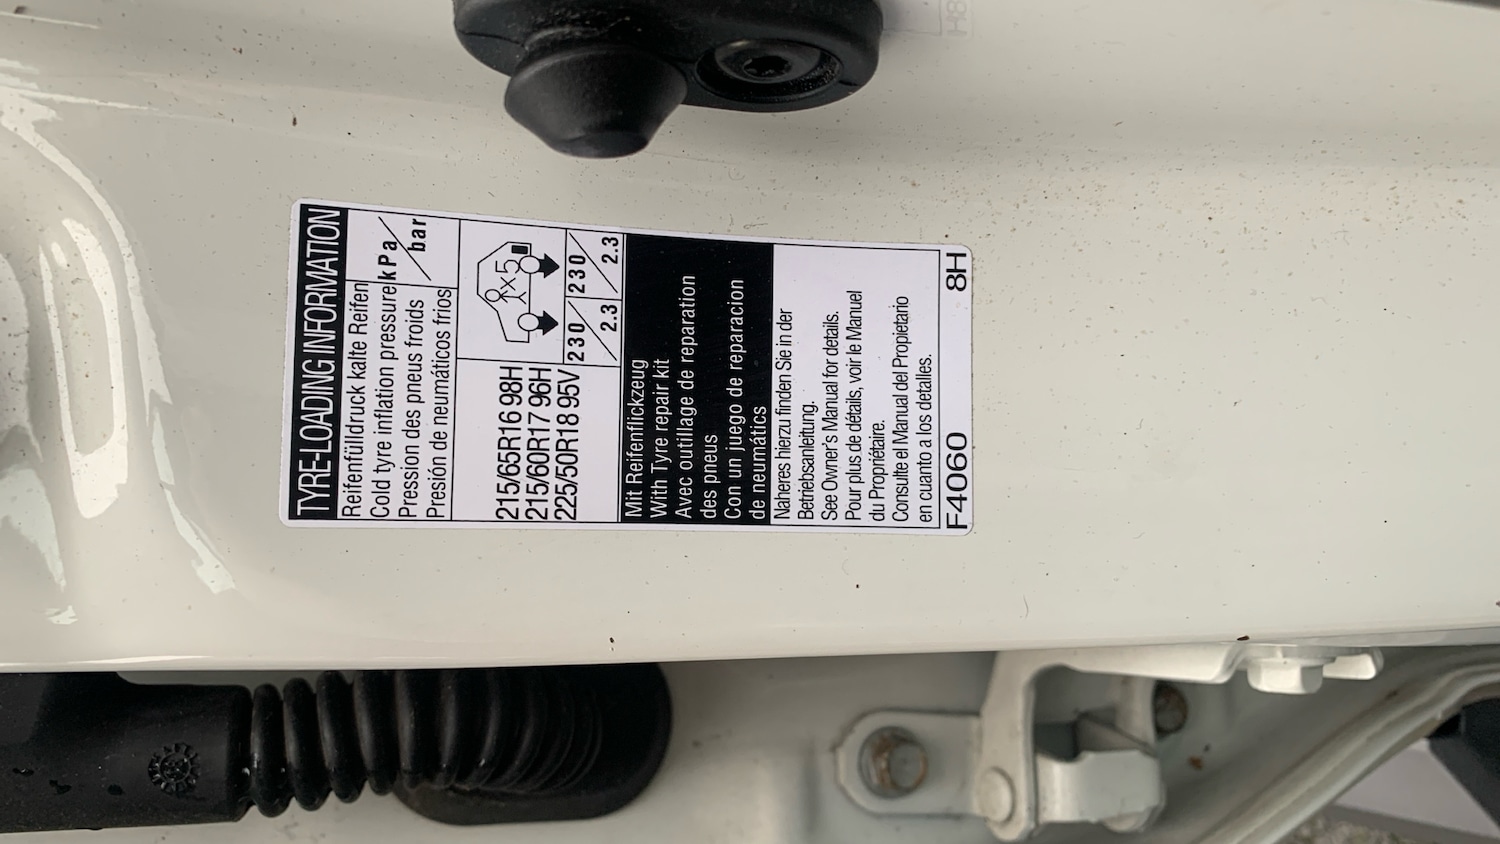 TYRE-LOADING INFORMATION
Reifenfülldruck kalte Reifen
Cold tyre inflation pressure
Pression des pneus froids
Presión de neumáticos frios
kPa/bar
1×5
215/65R16 98H
215/60R17 96H
225/50R18 95V
230/2.3
230/2.3
Mit Reifenflickzeug
With Tyre repair kit
Avec outillage de reparation
des pneus
Con un juego de reparacion
de neumátics
Naheres hierzu finden Sie in der
Betriebsanleitung.
See Owner's Manual for details.
Pour plus de détails, voir le Manuel
du Propriétaire.
Consulte el Manual del Propietario
en cuanto a los detalles.
F4060 8H